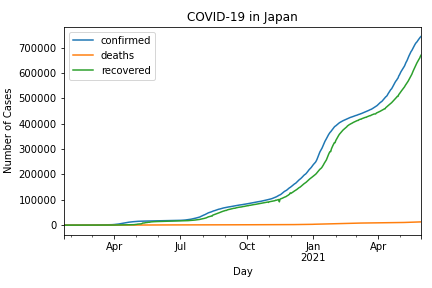 COVID-19 in Japan
confirmed
deaths
recovered
Number of Cases
700000
600000
500000
400000
300000
200000
100000
0
Apr
Jul
Oct
Jan
2021
Apr
Day